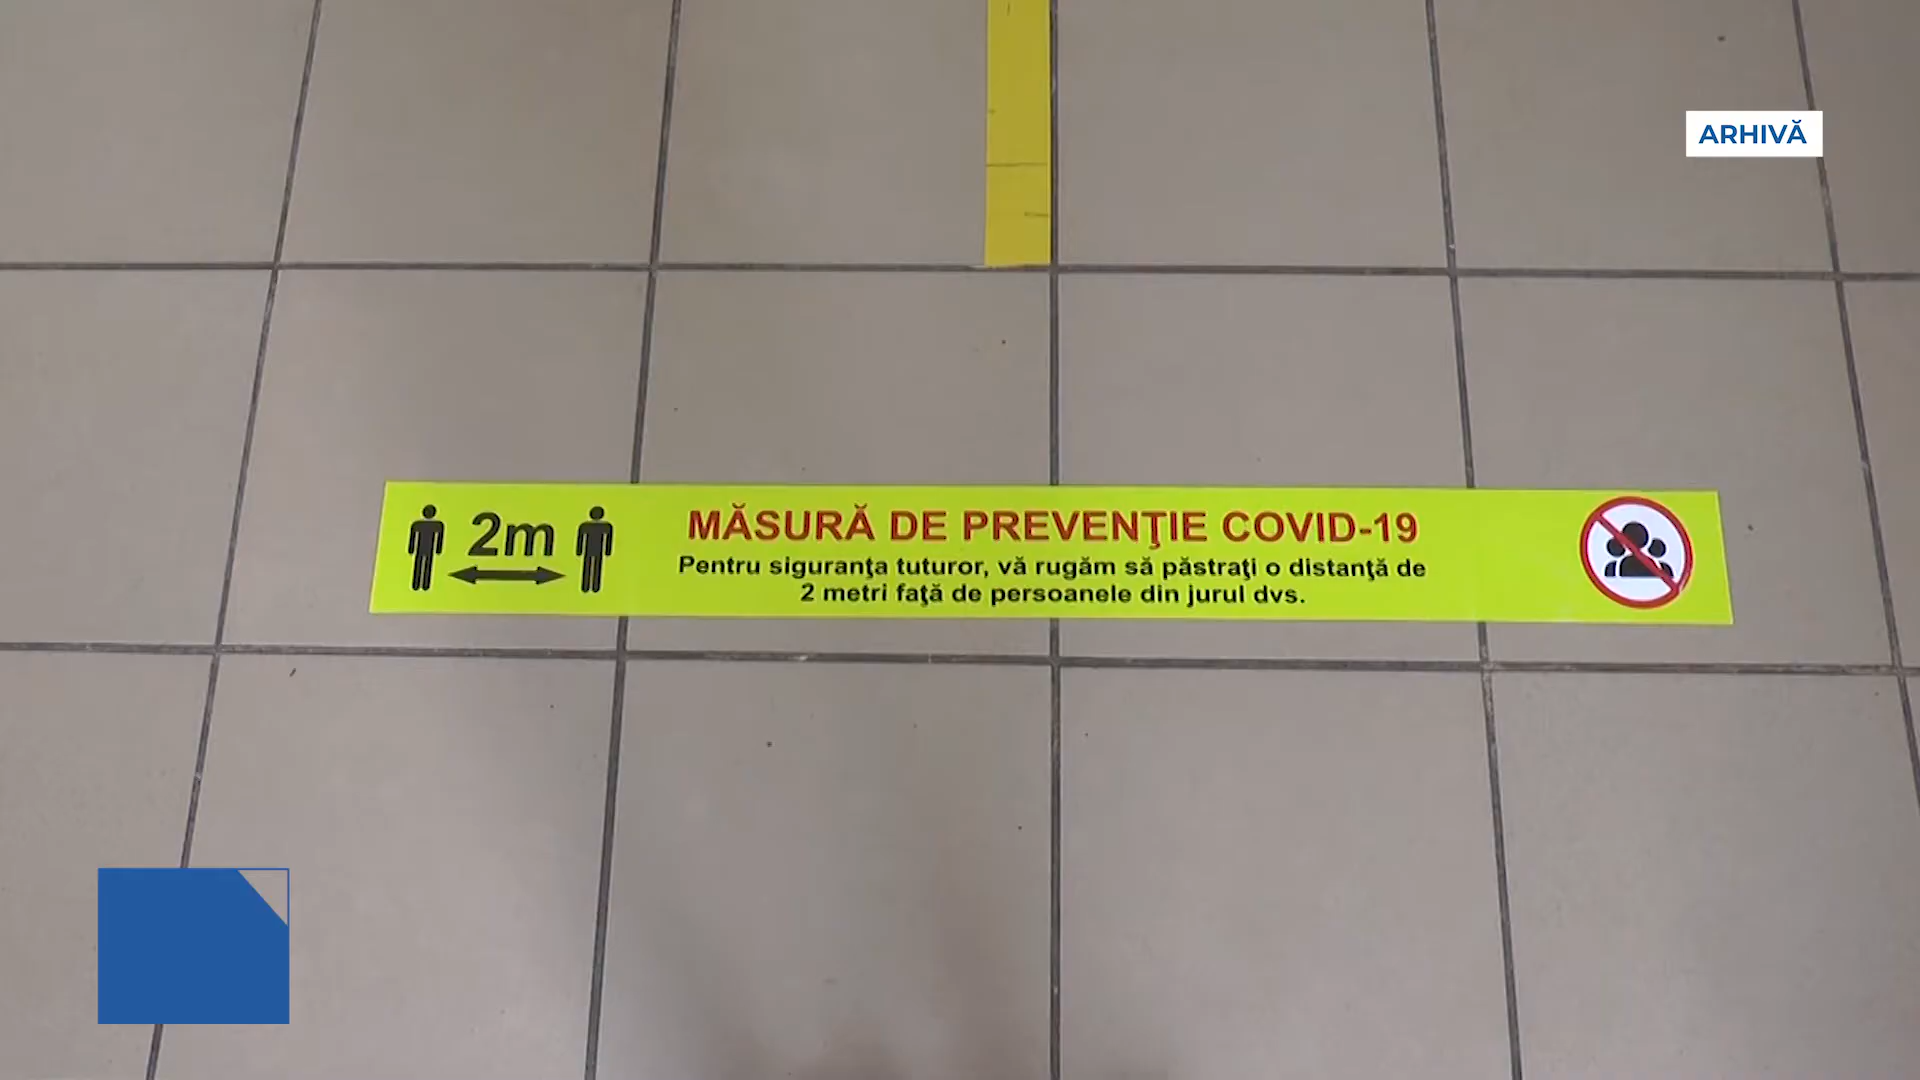 ARHIVĂ
2m
MĂSURĂ DE PREVENŢIE COVID-19
Pentru siguranţa tuturor, vă rugăm să păstraţi o distanţă de
2 metri faţă de persoanele din jurul dvs.